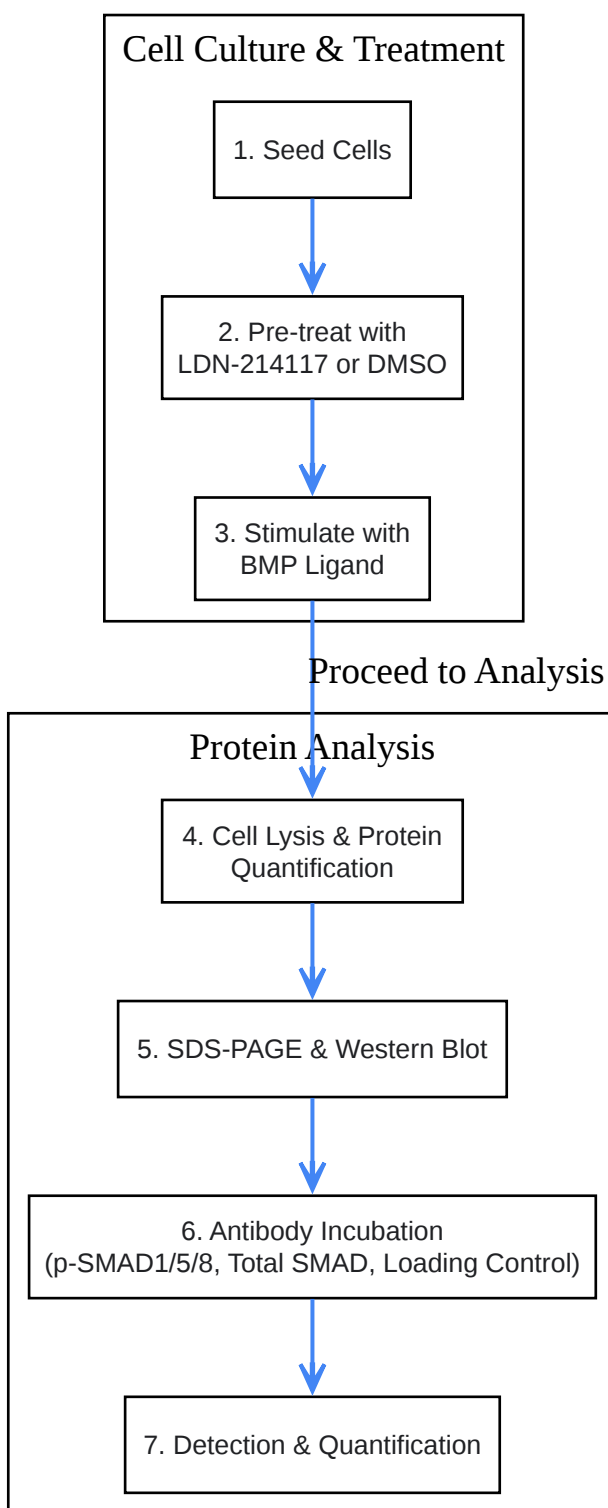 Cell Culture & Treatment
1. Seed Cells
2. Pre-treat with
LDN-214117 or DMSO
3. Stimulate with
BMP Ligand
Proceed to Analysis
Protein Analysis
4. Cell Lysis & Protein
Quantification
5. SDS-PAGE & Western Blot
6. Antibody Incubation
(p-SMAD1/5/8, Total SMAD, Loading Control)
7. Detection & Quantification